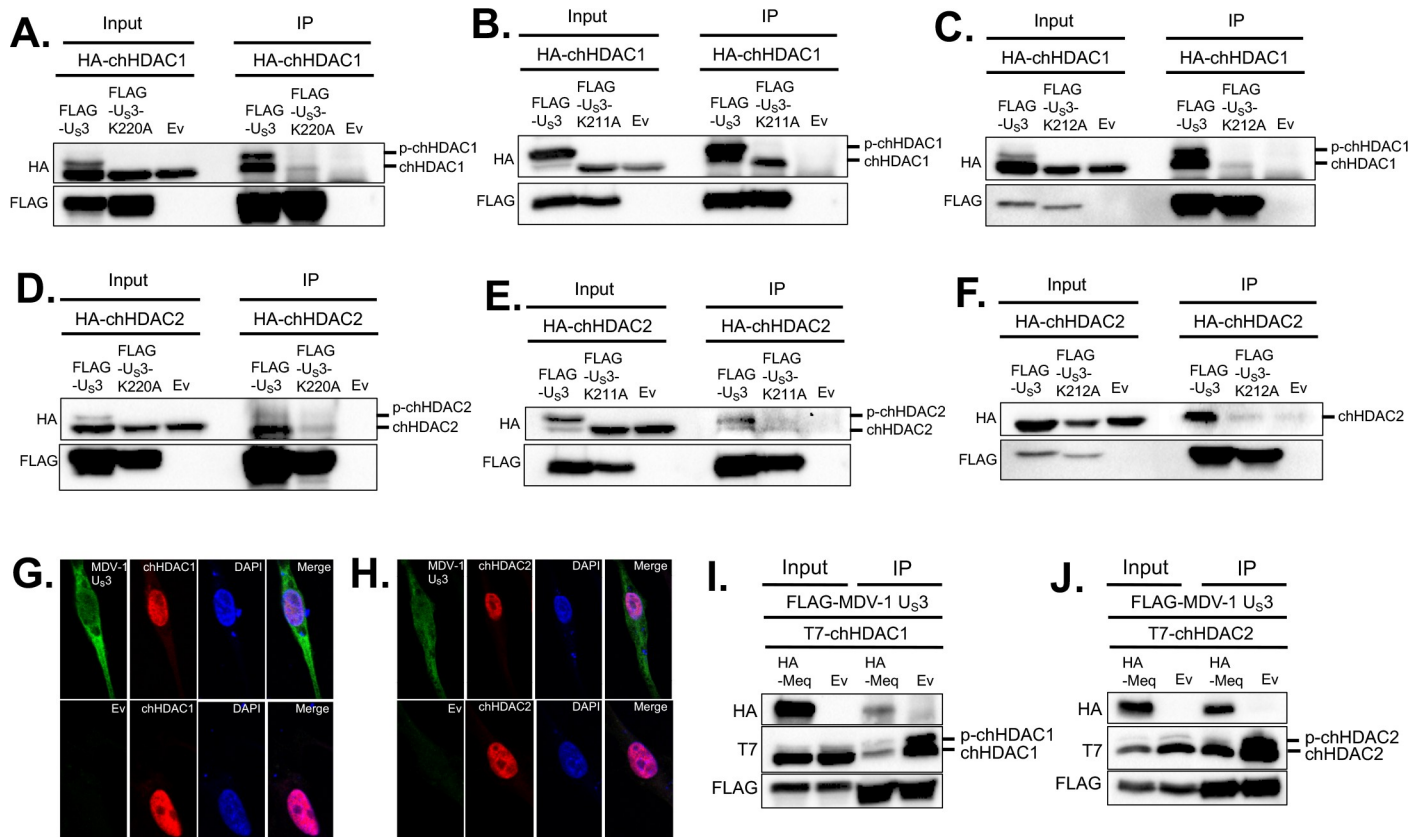 A.
Input
IP
HA-chHDAC1
HA-chHDAC1
FLAG
-US3
FLAG
-US3-
K220A
Ev
FLAG
-US3
FLAG
-US3-
K220A
Ev
HA
p-chHDAC1
chHDAC1
FLAG
B.
Input
IP
HA-chHDAC1
HA-chHDAC1
FLAG
-US3
FLAG
-US3-
K211A
Ev
FLAG
-US3
FLAG
-US3-
K211A
Ev
HA
p-chHDAC1
chHDAC1
FLAG
C.
Input
IP
HA-chHDAC1
HA-chHDAC1
FLAG
-US3
FLAG
-US3-
K212A
Ev
FLAG
-US3
FLAG
-US3-
K212A
Ev
HA
p-chHDAC1
chHDAC1
FLAG
D.
Input
IP
HA-chHDAC2
HA-chHDAC2
FLAG
-US3
FLAG
-US3-
K220A
Ev
FLAG
-US3
FLAG
-US3-
K220A
Ev
HA
p-chHDAC2
chHDAC2
FLAG
E.
Input
IP
HA-chHDAC2
HA-chHDAC2
FLAG
-US3
FLAG
-US3-
K211A
Ev
FLAG
-US3
FLAG
-US3-
K211A
Ev
HA
p-chHDAC2
chHDAC2
FLAG
F.
Input
IP
HA-chHDAC2
HA-chHDAC2
FLAG
-US3
FLAG
-US3-
K212A
Ev
FLAG
-US3
FLAG
-US3-
K212A
Ev
HA
chHDAC2
FLAG
G.
MDV-1
US3
chHDAC1
DAPI
Merge
Ev
chHDAC1
DAPI
Merge
H.
MDV-1
US3
chHDAC2
DAPI
Merge
Ev
chHDAC2
DAPI
Merge
I.
Input
IP
FLAG-MDV-1 US3
T7-chHDAC1
HA
-Meq
Ev
HA
-Meq
Ev
HA
T7
p-chHDAC1
chHDAC1
FLAG
J.
Input
IP
FLAG-MDV-1 US3
T7-chHDAC2
HA
-Meq
Ev
HA
-Meq
Ev
HA
T7
p-chHDAC2
chHDAC2
FLAG